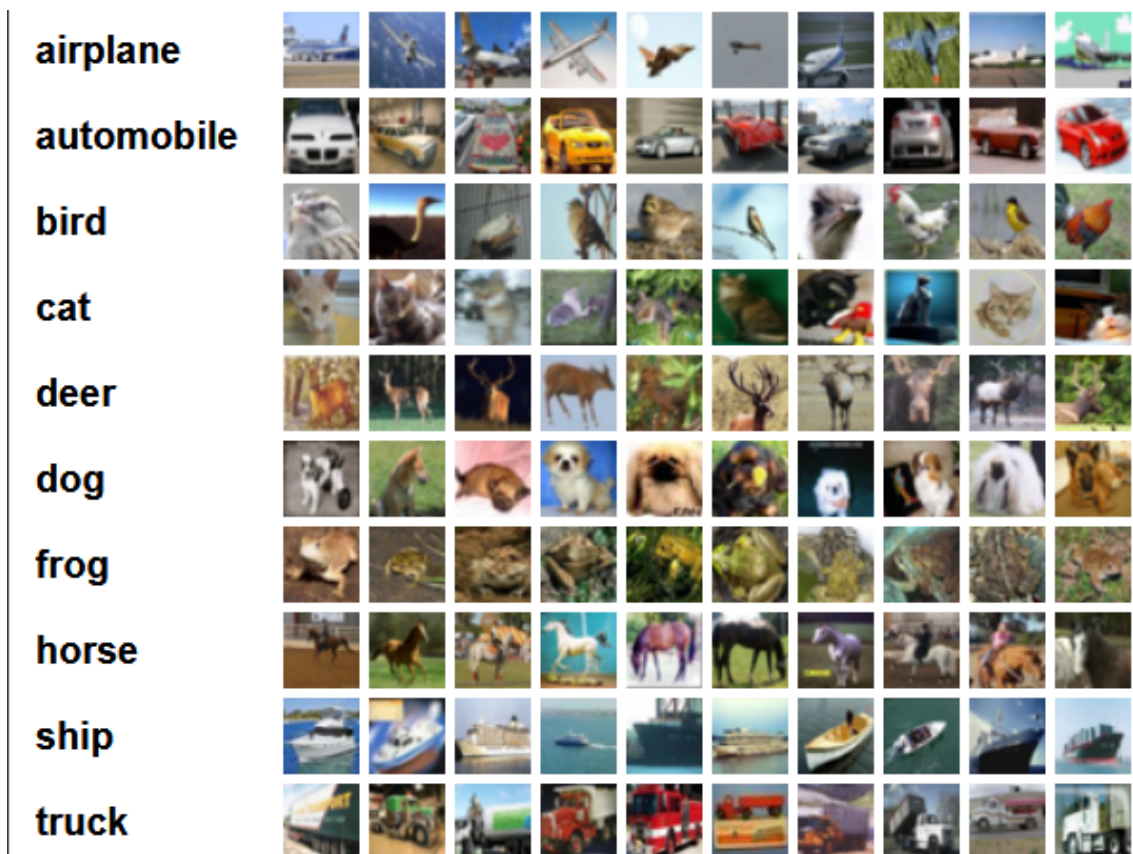 airplane
automobile
bird
cat
deer
dog
frog
horse
ship
truck